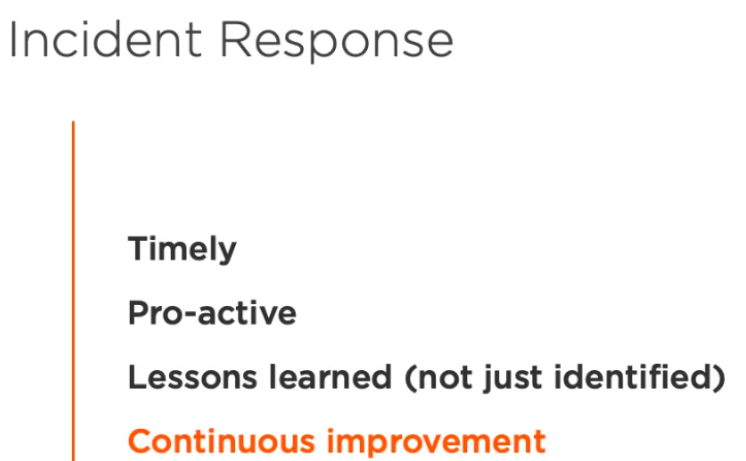 Incident Response
Timely
Pro-active
Lessons learned (not just identified)
Continuous improvement